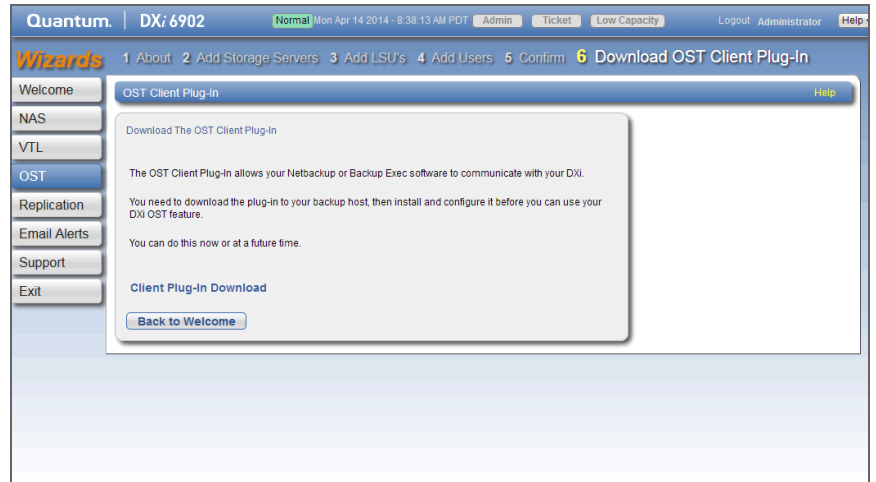 Quantum. DXi 6902 Normal Mon Apr 14 2014 - 8:38:13 AM PDT Admin Ticket Low Capacity Logout Administrator Help
Wizards 1 About 2 Add Storage Servers 3 Add LSU's 4 Add Users 5 Confirm 6 Download OST Client Plug-In
Welcome
NAS
VTL
OST
Replication
Email Alerts
Support
Exit
OST Client Plug-In Help
Download The OST Client Plug-In
The OST Client Plug-In allows your Netbackup or Backup Exec software to communicate with your DXi.
You need to download the plug-in to your backup host, then install and configure it before you can use your
DXi OST feature.
You can do this now or at a future time.
Client Plug-In Download
Back to Welcome